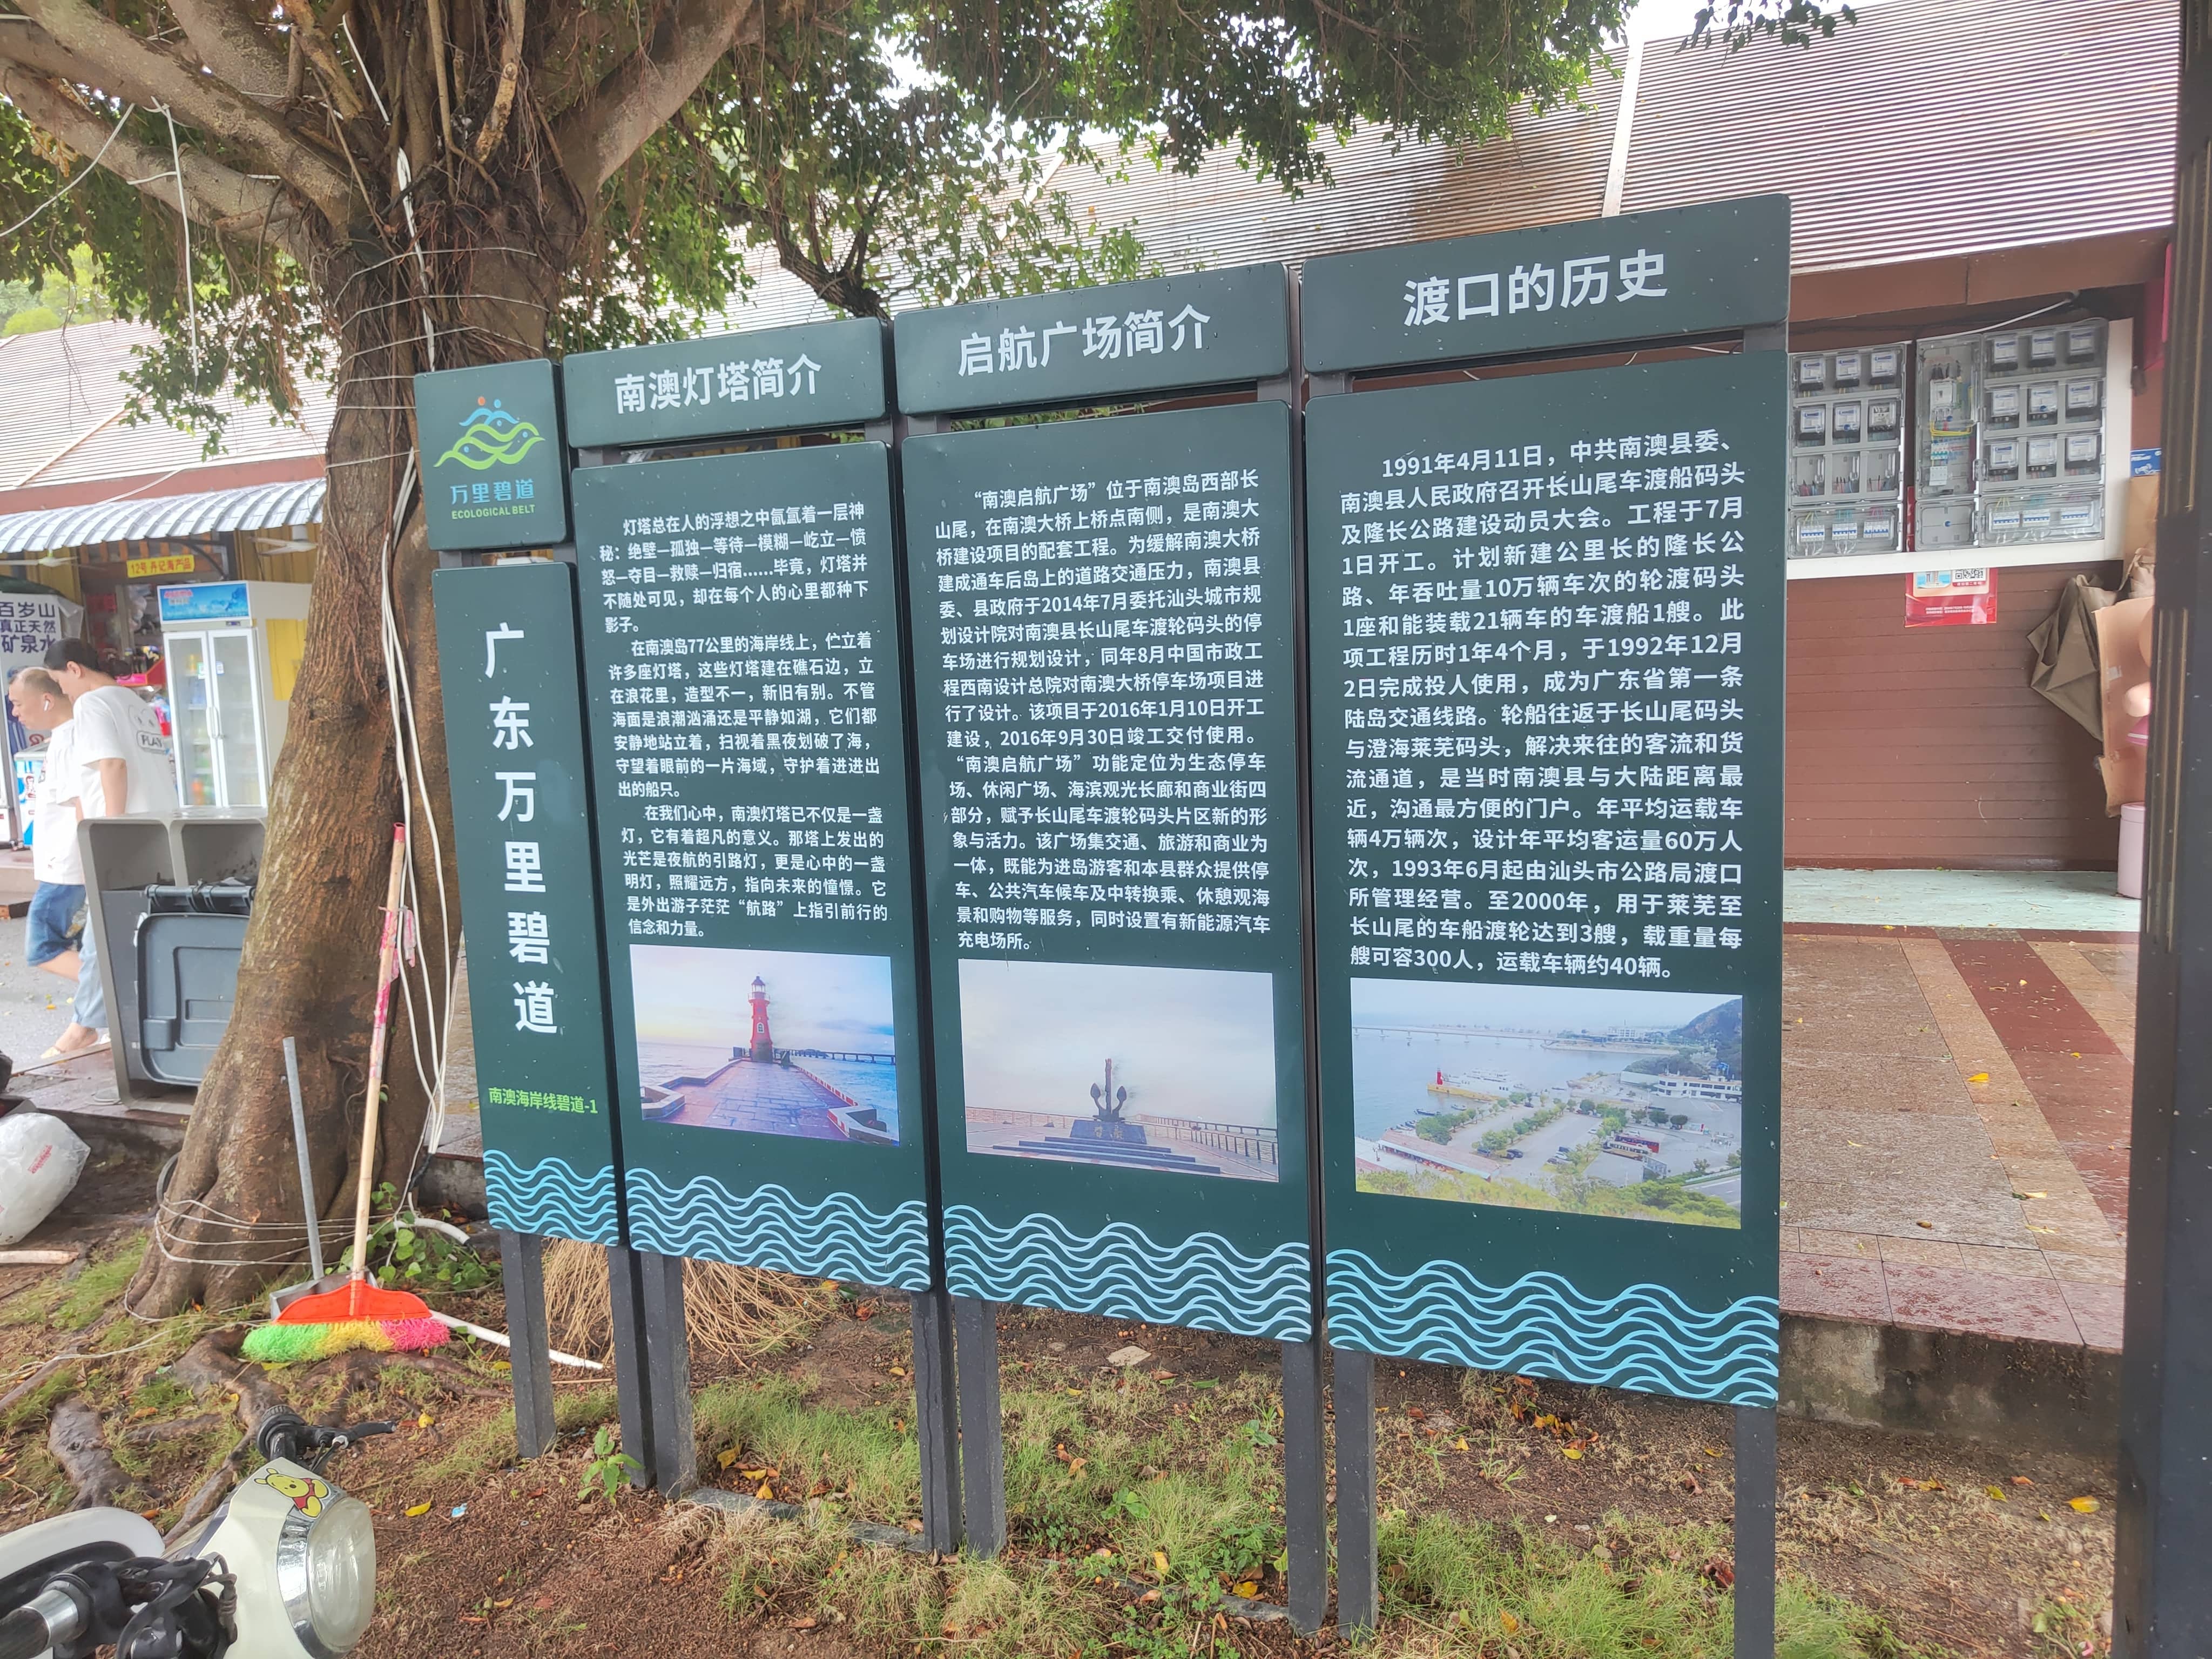 万里碧道
ECOLOGICAL BELT
广东万里碧道
南澳海岸线碧道-1
南澳灯塔简介
灯塔总在人的浮想之中氤氲着一层神
秘：绝壁—孤独—等待—模糊—屹立—愤
怒—夺目—救赎—归宿……毕竟，灯塔并
不随处可见，却在每个人的心里都种下
影子。
在南澳岛77公里的海岸线上，伫立着
许多座灯塔，这些灯塔建在礁石边，立
在浪花里，造型不一，新旧有别。不管
海面是浪潮汹涌还是平静如湖，它们都
安静地站立着，扫视着黑夜划破了海，
守望着眼前的一片海域，守护着进进出
出的船只。
在我们心中，南澳灯塔已不仅是一盏
灯，它有着超凡的意义。那塔上发出的
光芒是夜航的引路灯，更是心中的一盏
明灯，照耀远方，指向未来的憧憬。它
是外出游子茫茫“航路”上指引前行的
信念和力量。
启航广场简介
“南澳启航广场”位于南澳岛西部长
山尾，在南澳大桥上桥点南侧，是南澳大
桥建设项目的配套工程。为缓解南澳大桥
建成通车后岛上的道路交通压力，南澳县
委、县政府于2014年7月委托汕头城市规
划设计院对南澳县长山尾车渡轮码头的停
车场进行规划设计，同年8月中国市政工
程西南设计总院对南澳大桥停车场项目进
行了设计。该项目于2016年1月10日开工
建设，2016年9月30日竣工交付使用。
“南澳启航广场”功能定位为生态停车
场、休闲广场、海滨观光长廊和商业街四
部分，赋予长山尾车渡轮码头片区新的形
象与活力。该广场集交通、旅游和商业为
一体，既能为进岛游客和本县群众提供停
车、公共汽车候车及中转换乘、休憩观海
景和购物等服务，同时设置有新能源汽车
充电场所。
渡口的历史
1991年4月11日，中共南澳县委、
南澳县人民政府召开长山尾车渡船码头
及隆长公路建设动员大会。工程于7月
1日开工。计划新建公里长的隆长公
路、年吞吐量10万辆车次的轮渡码头
1座和能装载21辆车的车渡船1艘。此
项工程历时1年4个月，于1992年12月
2日完成投人使用，成为广东省第一条
陆岛交通线路。轮船往返于长山尾码头
与澄海莱芜码头，解决来往的客流和货
流通道，是当时南澳县与大陆距离最
近，沟通最方便的门户。年平均运载车
辆4万辆次，设计年平均客运量60万人
次，1993年6月起由汕头市公路局渡口
所管理经营。至2000年，用于莱芜至
长山尾的车船渡轮达到3艘，载重量每
艘可容300人，运载车辆约40辆。
12号 丹记海产品
百岁山
真正天然
矿泉水
PLAY